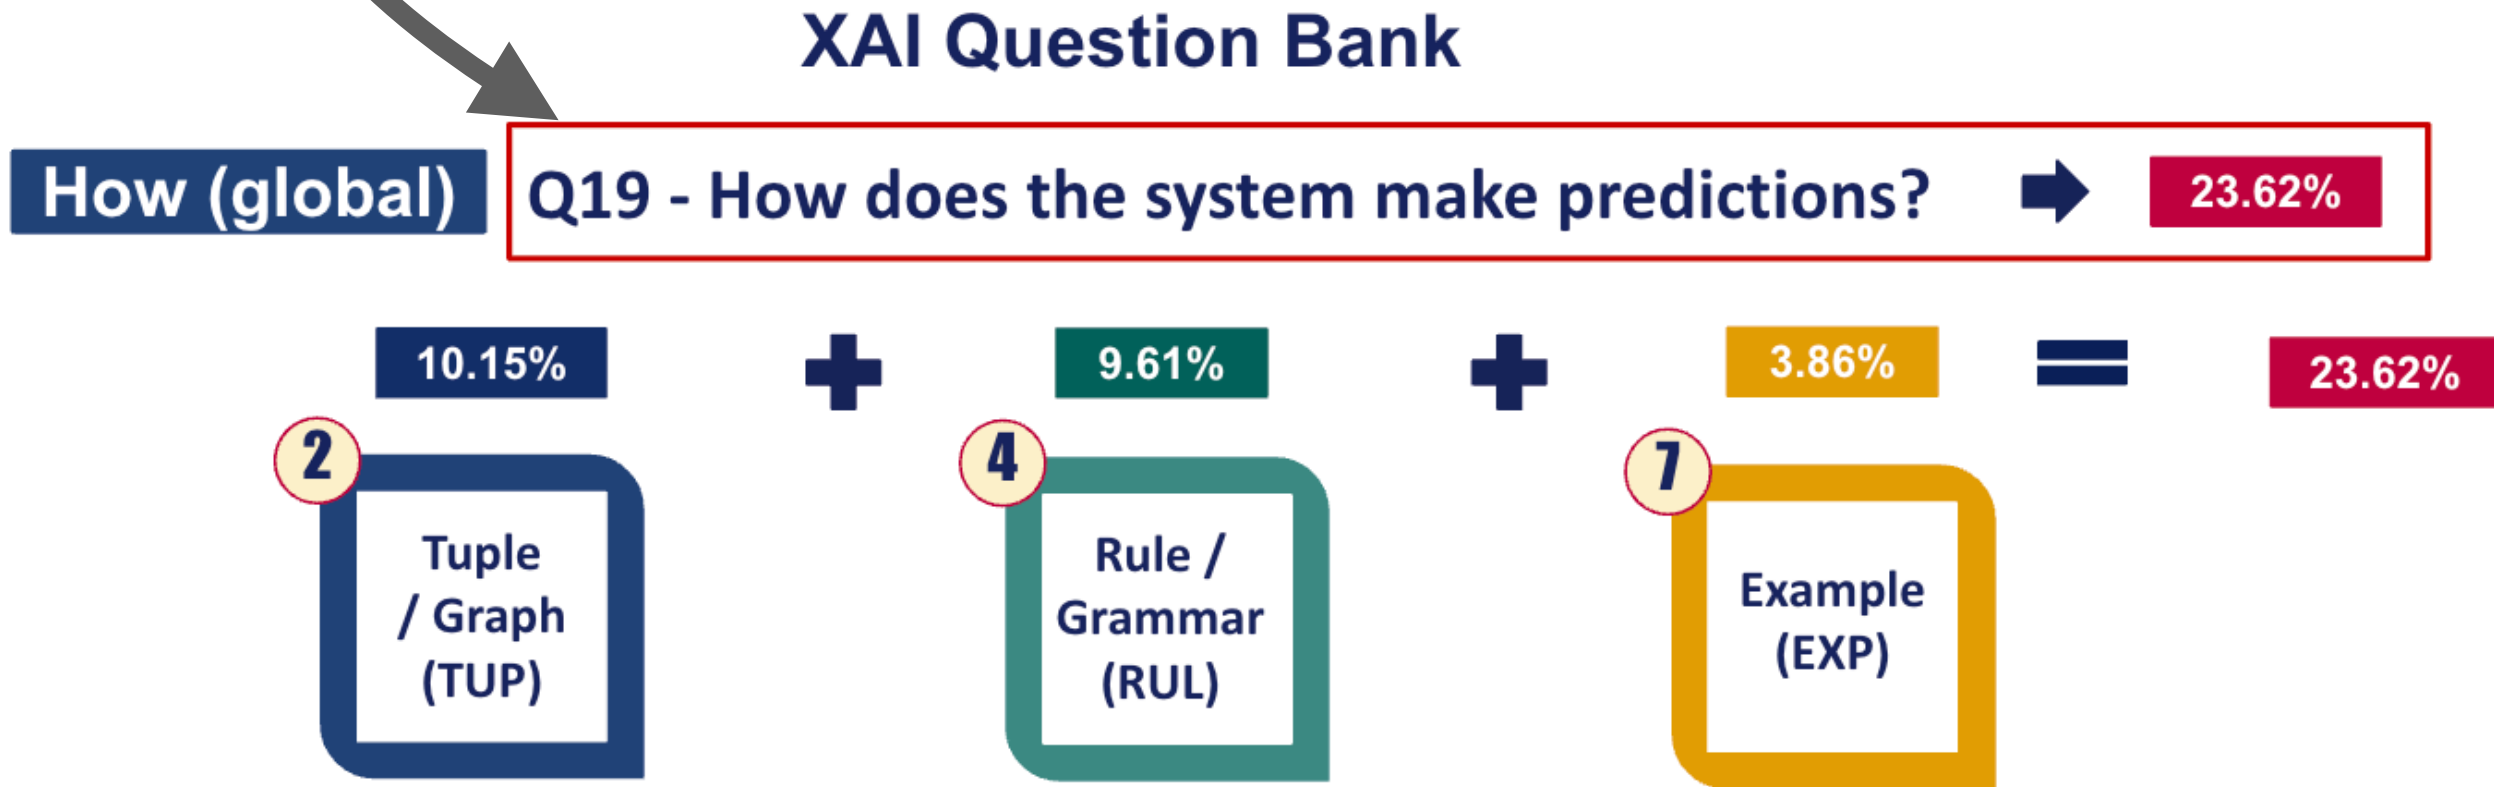 XAI Question Bank
How (global)
Q19 - How does the system make predictions?
23.62%
10.15%
9.61%
3.86%
23.62%
2
Tuple
/ Graph
(TUP)
4
Rule /
Grammar
(RUL)
7
Example
(EXP)